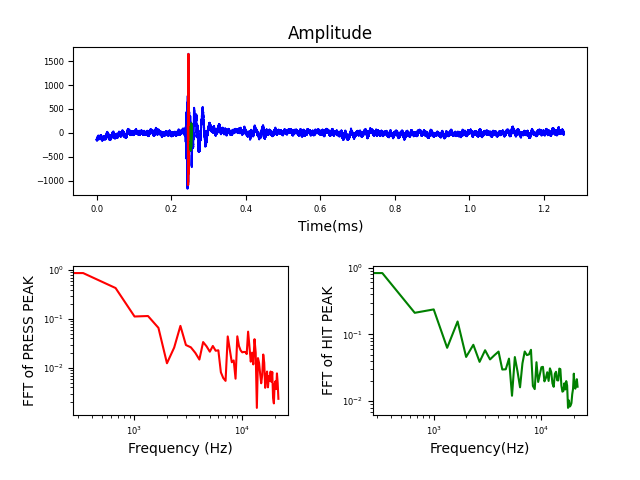 Amplitude
1500
1000
500
0
−500
−1000
0.0 0.2 0.4 0.6 0.8 1.0 1.2
Time(ms)
FFT of PRESS PEAK
10⁰
10⁻¹
10⁻²
10³ 10⁴
Frequency (Hz)
FFT of HIT PEAK
10⁰
10⁻¹
10⁻²
10³ 10⁴
Frequency(Hz)